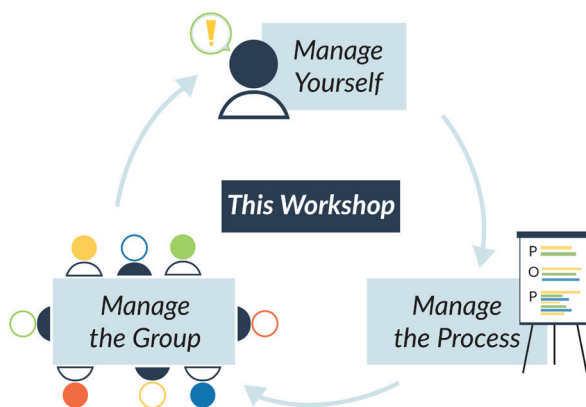 !
Manage
Yourself
This Workshop
P
O
P
Manage
the Process
Manage
the Group